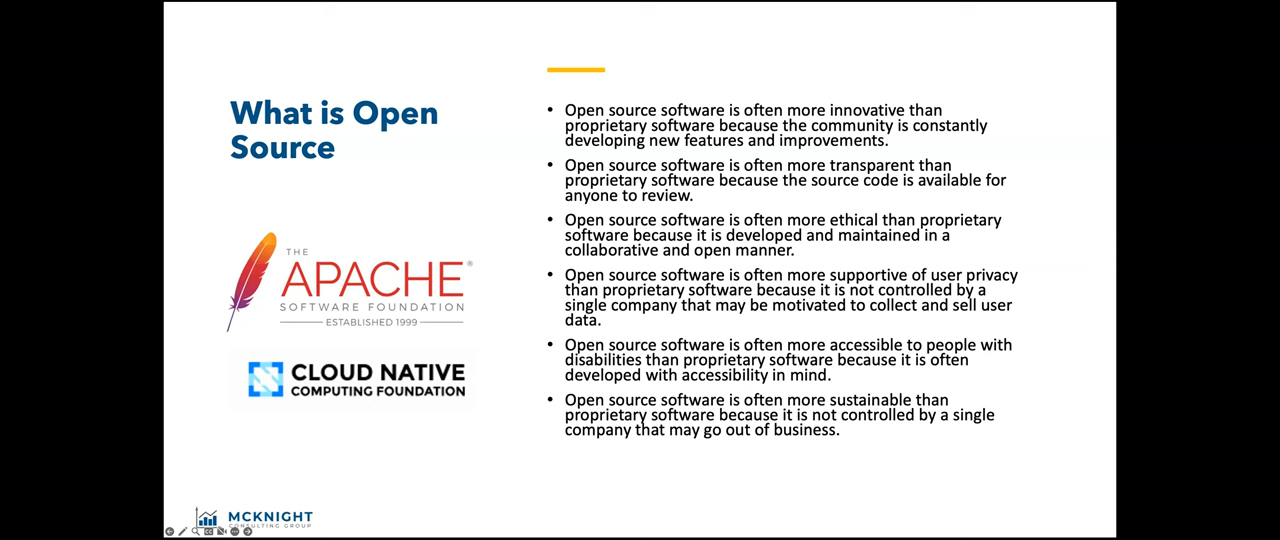 What is Open
Source
THE
APACHE®
SOFTWARE FOUNDATION
ESTABLISHED 1999
CLOUD NATIVE
COMPUTING FOUNDATION
• Open source software is often more innovative than
proprietary software because the community is constantly
developing new features and improvements.
• Open source software is often more transparent than
proprietary software because the source code is available for
anyone to review.
• Open source software is often more ethical than proprietary
software because it is developed and maintained in a
collaborative and open manner.
• Open source software is often more supportive of user privacy
than proprietary software because it is not controlled by a
single company that may be motivated to collect and sell user
data.
• Open source software is often more accessible to people with
disabilities than proprietary software because it is often
developed with accessibility in mind.
• Open source software is often more sustainable than
proprietary software because it is not controlled by a single
company that may go out of business.
MCKNIGHT
CONSULTING GROUP